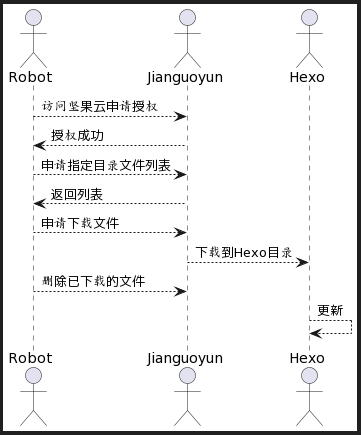 Robot Jianguoyun Hexo
访问坚果云申请授权
授权成功
申请指定目录文件列表
返回列表
申请下载文件
下载到Hexo目录
删除已下载的文件
更新
Robot Jianguoyun Hexo